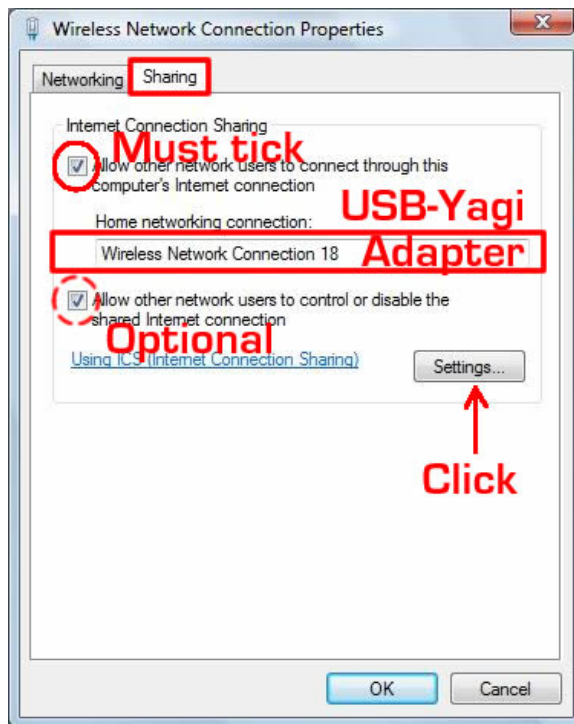 Wireless Network Connection Properties
Networking
Sharing
Internet Connection Sharing
Must tick
Allow other network users to connect through this
computer's Internet connection
USB-Yagi
Home networking connection:
Adapter
Wireless Network Connection 18
Allow other network users to control or disable the
shared Internet connection
Optional
Using ICS (Internet Connection Sharing)
Settings...
Click
OK
Cancel